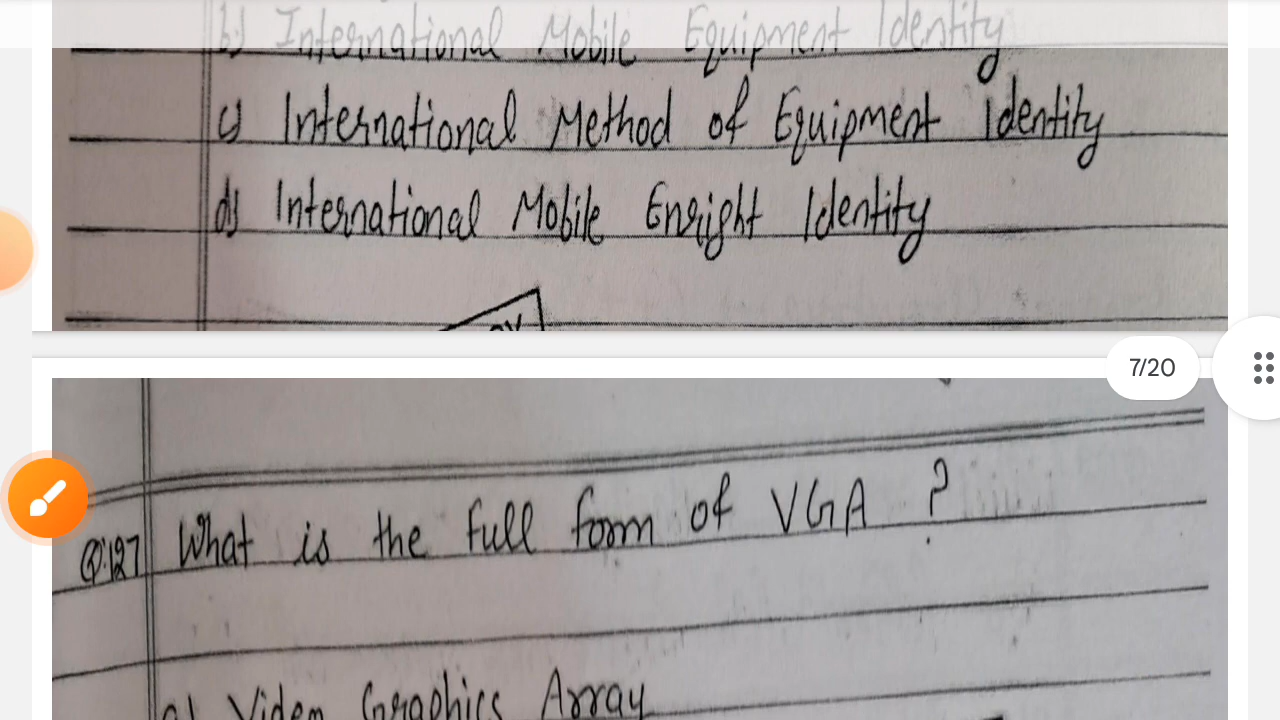 b) International Mobile Equipment Identity
c) International Method of Equipment Identity
d) International Mobile Enright Identity
7/20
Q.127 What is the full form of VGA ?
a) Video Graphics Array